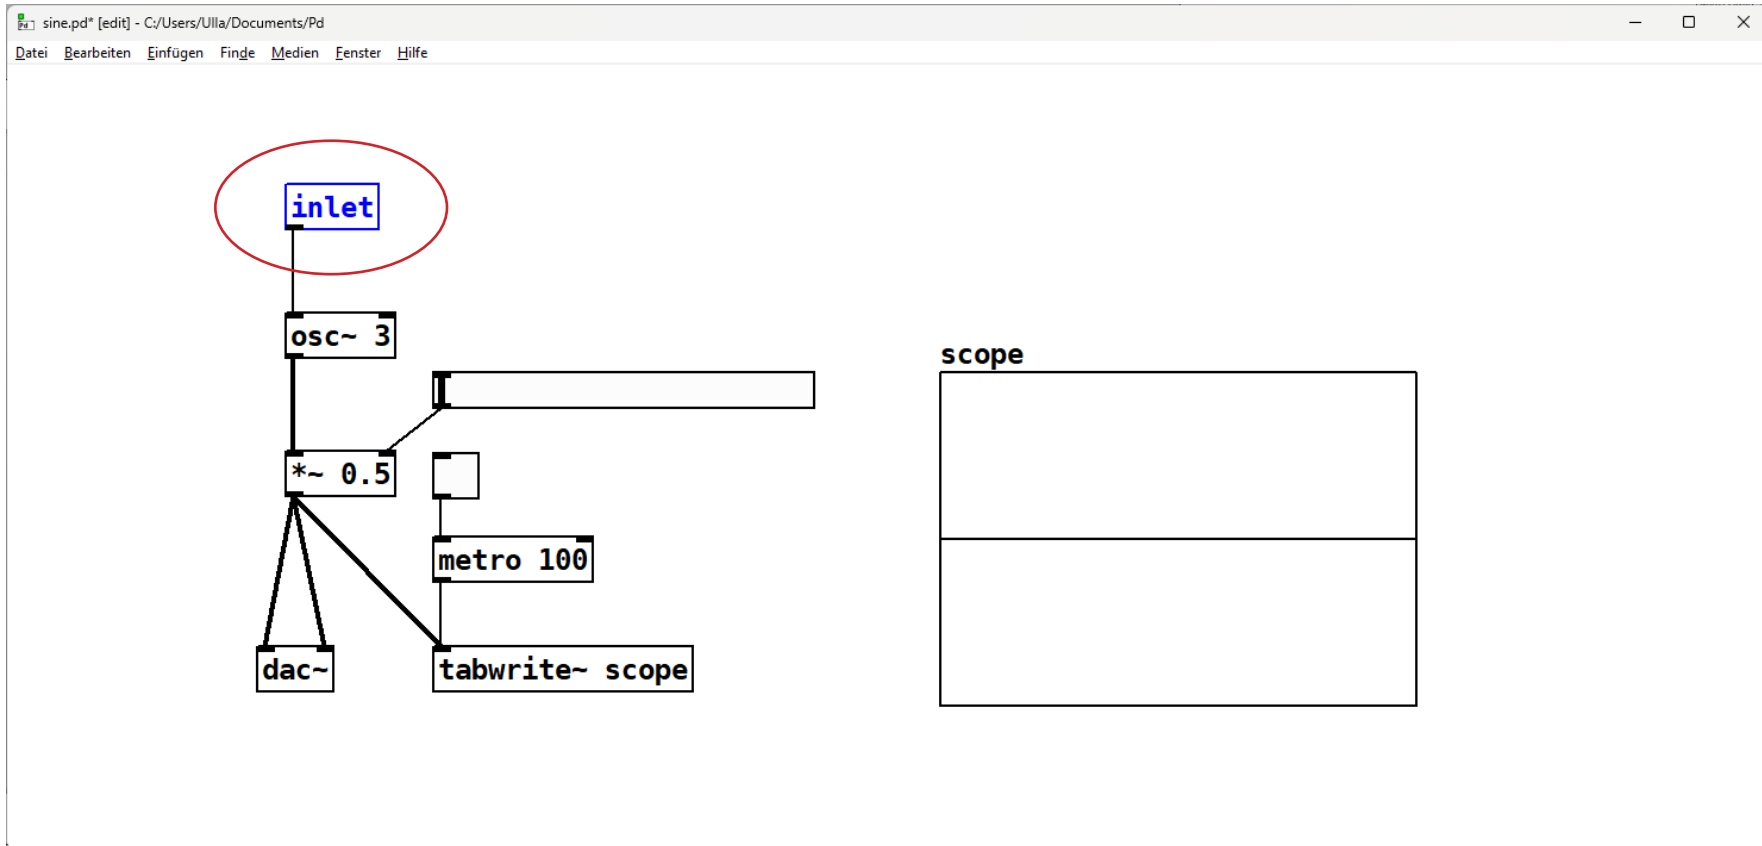 sine.pd* [edit] - C:/Users/Ulla/Documents/Pd
Datei Bearbeiten Einfügen Finde Medien Fenster Hilfe
inlet
osc~ 3
scope
*~ 0.5
metro 100
dac~
tabwrite~ scope